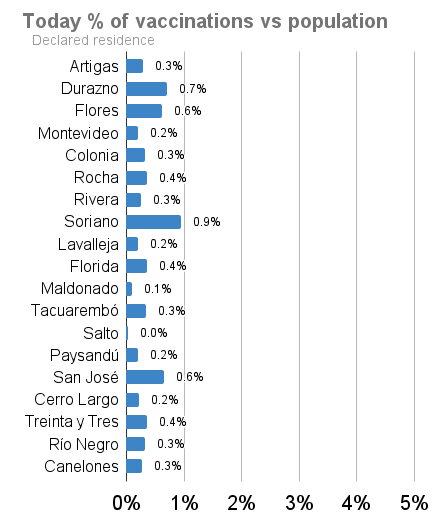 Today % of vaccinations vs population
Declared residence
Artigas 0.3%
Durazno 0.7%
Flores 0.6%
Montevideo 0.2%
Colonia 0.3%
Rocha 0.4%
Rivera 0.3%
Soriano 0.9%
Lavalleja 0.2%
Florida 0.4%
Maldonado 0.1%
Tacuarembó 0.3%
Salto 0.0%
Paysandú 0.2%
San José 0.6%
Cerro Largo 0.2%
Treinta y Tres 0.4%
Río Negro 0.3%
Canelones 0.3%
0% 1% 2% 3% 4% 5%